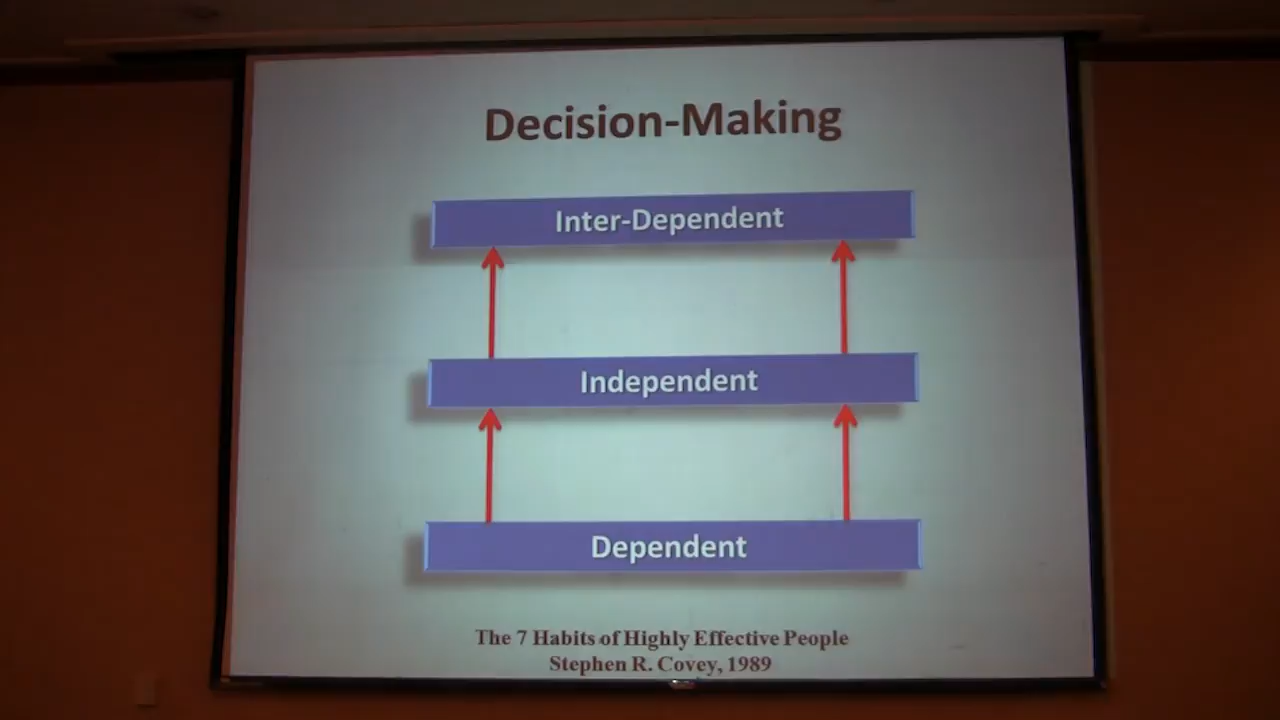 Decision-Making
Inter-Dependent
Independent
Dependent
The 7 Habits of Highly Effective People
Stephen R. Covey, 1989